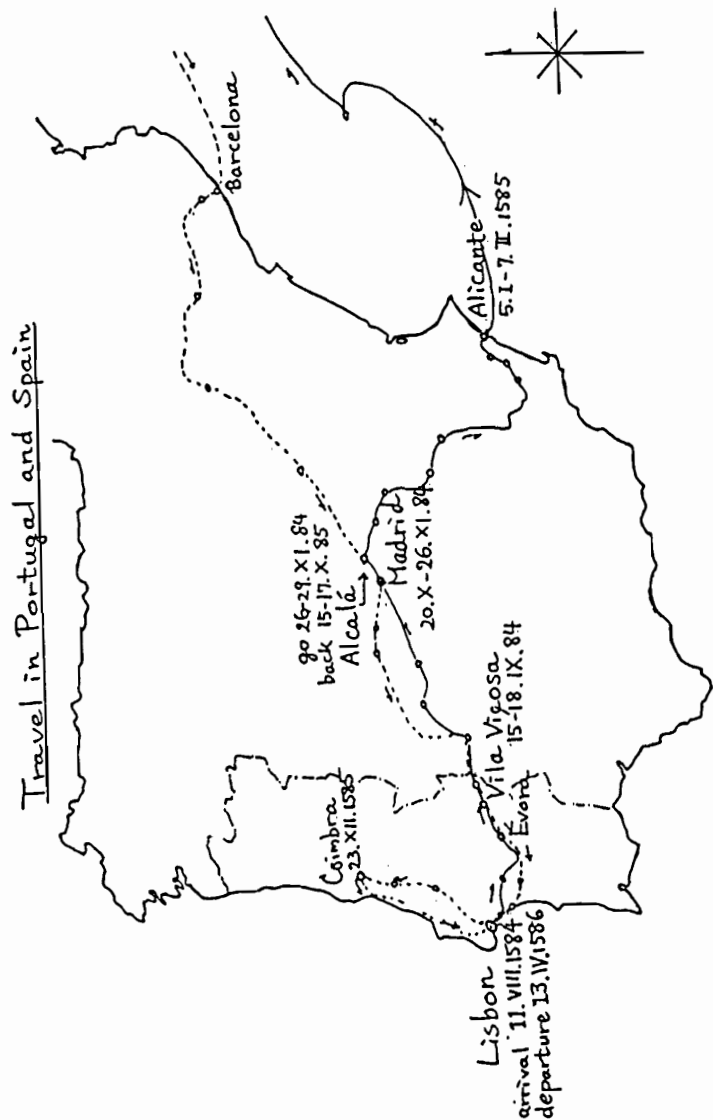 Travel in Portugal and Spain
Barcelona
go 26-29.XI.84
back 15-17.X.85
Alcalá
Madrid
20.X-26.XI.84
Alicante
5.I-7.II.1585
Coimbra
23.XII.1585
Vila Viçosa
15-18.IX.84
Evora
Lisbon
arrival 11.VIII.1584
departure 13.IV.1586